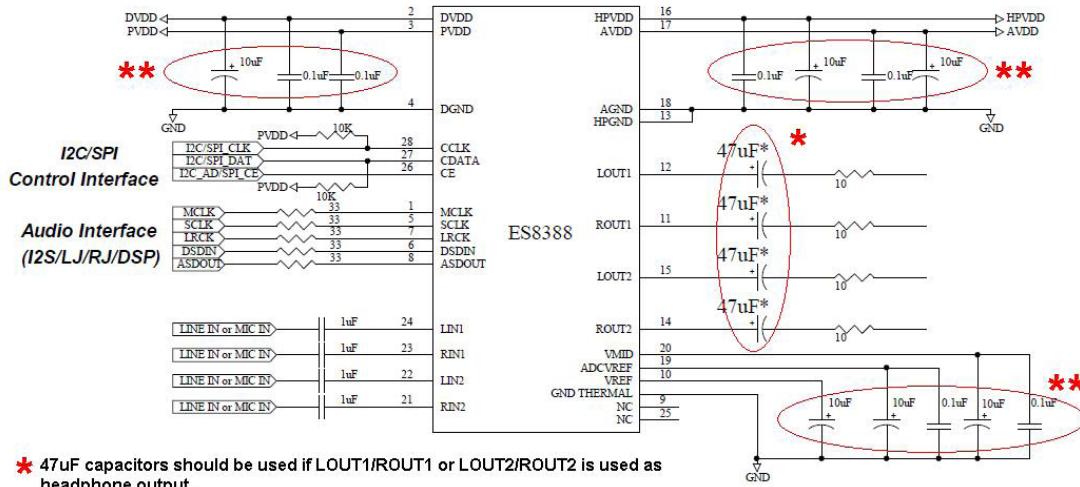 DVDD 2 DVDD HPVDD 16 HPVDD
PVDD 3 PVDD AVDD 17 AVDD
** 10uF 0.1uF 0.1uF 0.1uF 10uF 0.1uF 10uF **
4 DGND AGND 18
GND HPGND 13 GND
PVDD 10K
I2C/SPI
Control Interface
I2C/SPI_CLK 28 CCLK
I2C/SPI_DAT 27 CDATA
I2C_AD/SPI_CE 26 CE
PVDD 10K
Audio Interface
(I2S/LJ/RJ/DSP)
MCLK 33 1 MCLK
SCLK 33 5 SCLK
LRCK 33 7 LRCK
DSDIN 33 6 DSDIN
ASDOUT 33 8 ASDOUT
ES8388
*
LOUT1 12 47uF* + 10
ROUT1 11 47uF* + 10
LOUT2 15 47uF* + 10
ROUT2 14 47uF* + 10
LINE IN or MIC IN 1uF 24 LIN1
LINE IN or MIC IN 1uF 23 RIN1
LINE IN or MIC IN 1uF 22 LIN2
LINE IN or MIC IN 1uF 21 RIN2
VMID 20
ADCVREF 19
VREF 10
GND THERMAL
NC 9
NC 25
10uF 10uF 0.1uF 10uF 0.1uF **
GND
* 47uF capacitors should be used if LOUT1/ROUT1 or LOUT2/ROUT2 is used as
headphone output